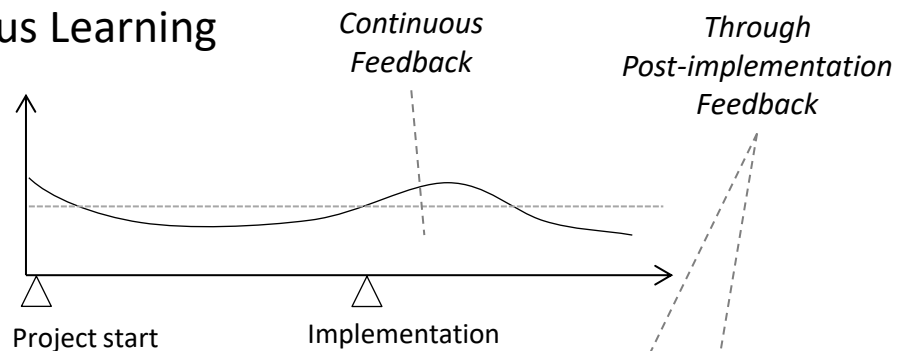 us Learning
Continuous
Feedback
Through
Post-implementation
Feedback
Project start
Implementation